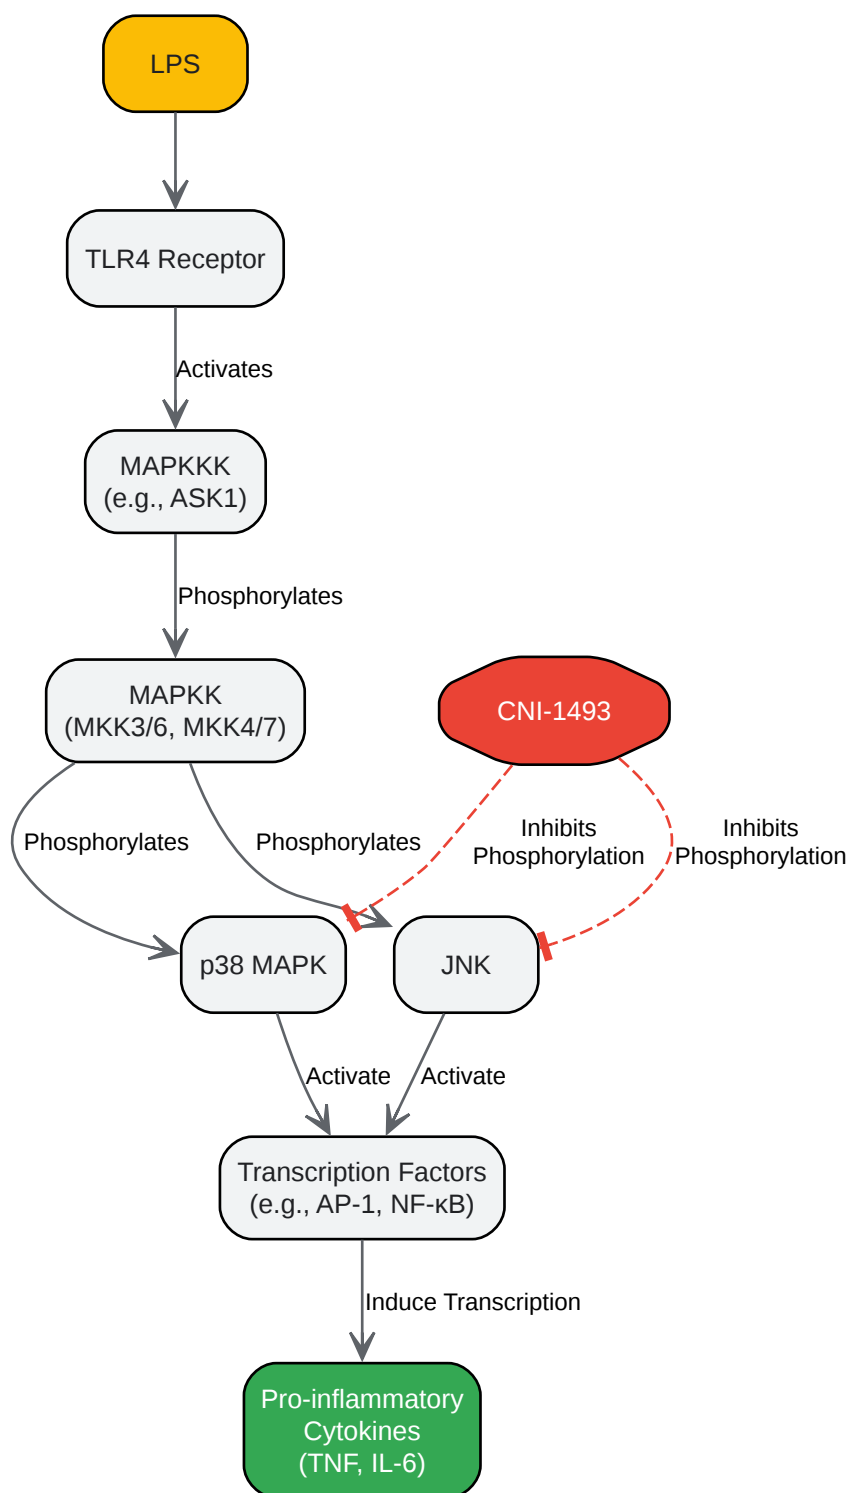 LPS
TLR4 Receptor
Activates
MAPKKK
(e.g., ASK1)
Phosphorylates
MAPKK
(MKK3/6, MKK4/7)
CNI-1493
Phosphorylates
Phosphorylates
Inhibits
Phosphorylation
Inhibits
Phosphorylation
p38 MAPK
JNK
Activate
Activate
Transcription Factors
(e.g., AP-1, NF-κB)
Induce Transcription
Pro-inflammatory
Cytokines
(TNF, IL-6)